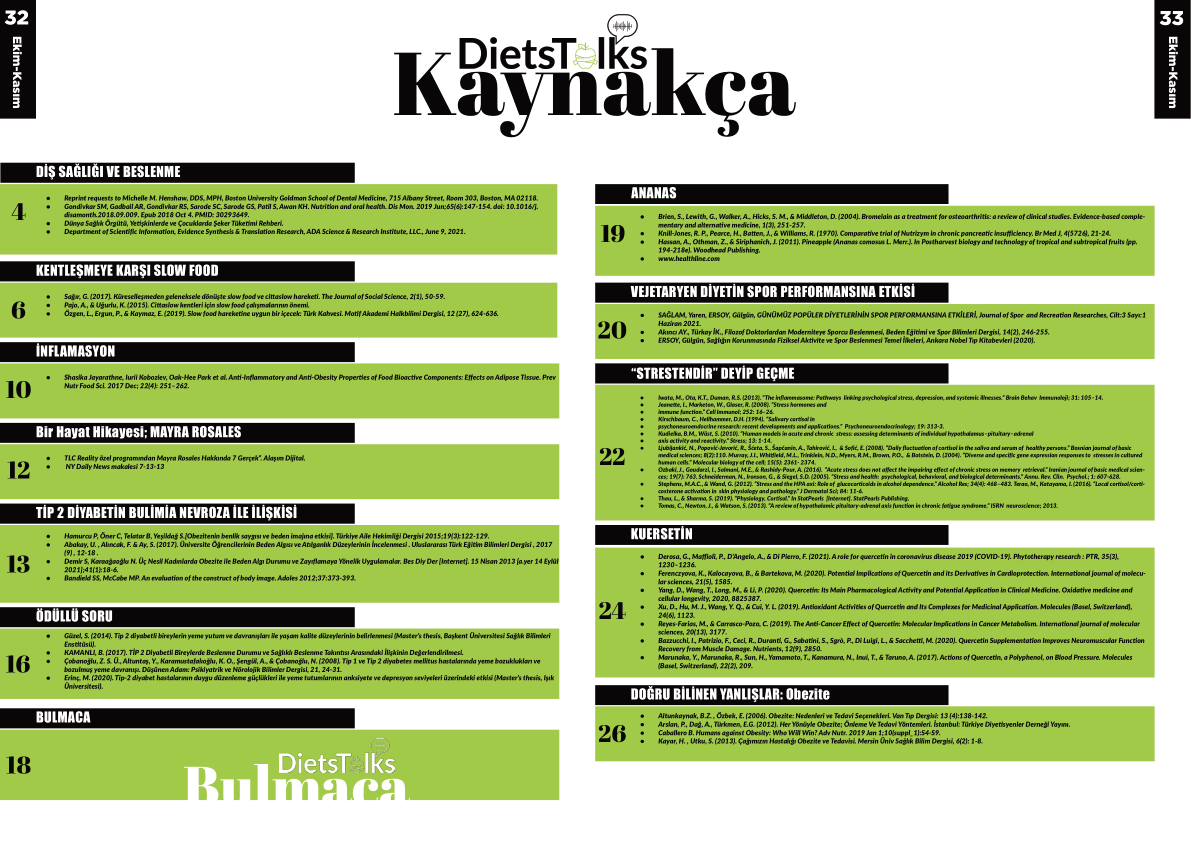 32
Ekim-Kasım
DietsTalks
Kaynakça
33
Ekim-Kasım
DİŞ SAĞLIĞI VE BESLENME
4
Reprint requests to Michelle M. Henshaw, DDS, MPH, Boston University Goldman School of Dental Medicine, 715 Albany Street, Room 303, Boston, MA 02118.
Gondivkar SM, Gadbail AR, Gondivkar RS, Sarode SC, Sarode GS, Patil S, Awan KH. Nutrition and oral health. Dis Mon. 2019 Jun;65(6):147-154. doi: 10.1016/j.
disamonth.2018.09.009. Epub 2018 Oct 4. PMID: 30293649.
Dünya Sağlık Örgütü, Yetişkinlerde ve Çocuklarda Şeker Tüketimi Rehberi.
Department of Scientific Information, Evidence Synthesis & Translation Research, ADA Science & Research Institute, LLC., June 9, 2021.
KENTLEŞMEYE KARŞI SLOW FOOD
6
Sağır, G. (2017). Küreselleşmeden geleneksele dönüşte slow food ve cittaslow hareketi. The Journal of Social Science, 2(1), 50-59.
Pajo, A., & Uğurlu, K. (2015). Cittaslow kentleri için slow food çalışmalarının önemi.
Özgen, L., Ergun, P., & Kaymaz, E. (2019). Slow food hareketine uygun bir içecek: Türk Kahvesi. Motif Akademi Halkbilimi Dergisi, 12 (27), 624-636.
İNFLAMASYON
10
Shasika Jayarathne, Iurii Koboziev, Oak-Hee Park et al. Anti-Inflammatory and Anti-Obesity Properties of Food Bioactive Components: Effects on Adipose Tissue. Prev
Nutr Food Sci. 2017 Dec; 22(4): 251–262.
Bir Hayat Hikayesi; MAYRA ROSALES
12
TLC Reality özel programından Mayra Rosales Hakkında 7 Gerçek". Alaşım Dijital.
NY Daily News makalesi 7-13-13
TİP 2 DİYABETİN BULİMİA NEVROZA İLE İLİŞKİSİ
13
Hamurcu P, Öner C, Telatar B, Yeşildağ S.[Obezitenin benlik saygısı ve beden imajına etkisi]. Türkiye Aile Hekimliği Dergisi 2015;19(3):122-129.
Abakay, U. , Alıncak, F. & Ay, S. (2017). Üniversite Öğrencilerinin Beden Algısı ve Atılganlık Düzeylerinin İncelenmesi . Uluslararası Türk Eğitim Bilimleri Dergisi , 2017
(9) , 12-18 .
Demir S, Karaağaoğlu N. Üç Nesil Kadınlarda Obezite ile Beden Algı Durumu ve Zayıflamaya Yönelik Uygulamalar. Bes Diy Der [Internet]. 15 Nisan 2013 [a.yer 14 Eylül
2021];41(1):18-6.
Bandield SS, McCabe MP. An evaluation of the construct of body image. Adoles 2012;37:373-393.
ÖDÜLLÜ SORU
16
Güzel, S. (2014). Tip 2 diyabetli bireylerin yeme yutum ve davranışları ile yaşam kalite düzeylerinin belirlenmesi (Master's thesis, Başkent Üniversitesi Sağlık Bilimleri
Enstitüsü).
KAMANLI, B. (2017). TİP 2 Diyabetli Bireylerde Beslenme Durumu ve Sağlıklı Beslenme Takıntısı Arasındaki İlişkinin Değerlendirilmesi.
Çobanoğlu, Z. S. Ü., Altuntaş, Y., Karamustafalıoğlu, K. O., Şengül, A., & Çobanoğlu, N. (2008). Tip 1 ve Tip 2 diyabetes mellitus hastalarında yeme bozuklukları ve
bozulmuş yeme davranışı. Düşünen Adam: Psikiyatrik ve Nörolojik Bilimler Dergisi, 21, 24-31.
Erinç, M. (2020). Tip-2 diyabet hastalarının duygu düzenleme güçlükleri ile yeme tutumlarının anksiyete ve depresyon seviyeleri üzerindeki etkisi (Master's thesis, Işık
Üniversitesi).
BULMACA
18
DietsTalks
Bulmaca
ANANAS
19
Brien, S., Lewith, G., Walker, A., Hicks, S. M., & Middleton, D. (2004). Bromelain as a treatment for osteoarthritis: a review of clinical studies. Evidence-based comple-
mentary and alternative medicine, 1(3), 251-257.
Knill-Jones, R. P., Pearce, H., Batten, J., & Williams, R. (1970). Comparative trial of Nutrizym in chronic pancreatic insufficiency. Br Med J, 4(5726), 21-24.
Hassan, A., Othman, Z., & Siriphanich, J. (2011). Pineapple (Ananas comosus L. Merr.). In Postharvest biology and technology of tropical and subtropical fruits (pp.
194-218e). Woodhead Publishing.
www.healthline.com
VEJETARYEN DİYETİN SPOR PERFORMANSINA ETKİSİ
20
SAĞLAM, Yaren, ERSOY, Gülgün, GÜNÜMÜZ POPÜLER DİYETLERİNİN SPOR PERFORMANSINA ETKİLERİ, Journal of Spor and Recreation Researches, Cilt:3 Sayı:1
Haziran 2021.
Akıncı AY., Türkay İK., Filozof Doktorlardan Moderniteye Sporcu Beslenmesi, Beden Eğitimi ve Spor Bilimleri Dergisi, 14(2), 246-255.
ERSOY, Gülgün, Sağlığın Korunmasında Fiziksel Aktivite ve Spor Beslenmesi Temel İlkeleri, Ankara Nobel Tıp Kitabevleri (2020).
"STRESTENDİR" DEYİP GEÇME
22
Iwata, M., Ota, K.T., Duman, R.S. (2013). "The inflammasome: Pathways linking psychological stress, depression, and systemic illnesses." Brain Behav Immunolaji; 31: 105–14.
Jeanette, I., Marketon, W., Glaser, R. (2008). "Stress hormones and
immune function." Cell Immunol; 252: 16–26.
Kirschbaum, C., Hellhammer, D.H. (1994). "Salivary cortisol in
psychoneuroendocrine research: recent developments and applications." Psychoneuroendocrinology; 19: 313-3.
Kudielka, B.M., Wüst, S. (2010). "Human models in acute and chronic stress: assessing determinants of individual hypothalamus–pituitary–adrenal
axis activity and reactivity." Stress; 13: 1-14.
Ljubijankić, N., Popović-Javorić, R., Šćeta, S., Šapčanin, A., Tahirović, I., & Sofić, E. (2008). "Daily fluctuation of cortisol in the saliva and serum of healthy persons." Bosnian journal of basic
medical sciences; 8(2):110. Murray, J.I., Whitfield, M.L., Trinklein, N.D., Myers, R.M., Brown, P.O., & Botstein, D. (2004). "Diverse and specific gene expression responses to stresses in cultured
human cells." Molecular biology of the cell; 15(5): 2361- 2374.
Ozbaki, J., Goudarzi, I., Salmani, M.E., & Rashidy-Pour, A. (2016). "Acute stress does not affect the impairing effect of chronic stress on memory retrieval." Iranian journal of basic medical scien-
ces; 19(7): 763. Schneiderman, N., Ironson, G., & Siegel, S.D. (2005). "Stress and health: psychological, behavioral, and biological determinants." Annu. Rev. Clin. Psychol.; 1: 607-628.
Stephens, M.A.C., & Wand, G. (2012). "Stress and the HPA axi: Role of glucocorticoids in alcohol dependence." Alcohol Res; 34(4): 468–483. Terao, M., Katayama, I. (2016). "Local cortisol/corti-
costerone activation in skin physiology and pathology." J Dermatol Sci; 84: 11-6.
Thau, L., & Sharma, S. (2019). "Physiology, Cortisol." In StatPearls [Internet]. StatPearls Publishing.
Tomas, C., Newton, J., & Watson, S. (2013). "A review of hypothalamic pituitary-adrenal axis function in chronic fatigue syndrome." ISRN neuroscience; 2013.
KUERSETİN
24
Derosa, G., Maffioli, P., D'Angelo, A., & Di Pierro, F. (2021). A role for quercetin in coronavirus disease 2019 (COVID-19). Phytotherapy research : PTR, 35(3),
1230–1236.
Ferenczyova, K., Kalocayova, B., & Bartekova, M. (2020). Potential Implications of Quercetin and its Derivatives in Cardioprotection. International journal of molecu-
lar sciences, 21(5), 1585.
Yang, D., Wang, T., Long, M., & Li, P. (2020). Quercetin: Its Main Pharmacological Activity and Potential Application in Clinical Medicine. Oxidative medicine and
cellular longevity, 2020, 8825387.
Xu, D., Hu, M. J., Wang, Y. Q., & Cui, Y. L. (2019). Antioxidant Activities of Quercetin and Its Complexes for Medicinal Application. Molecules (Basel, Switzerland),
24(6), 1123.
Reyes-Farias, M., & Carrasco-Pozo, C. (2019). The Anti-Cancer Effect of Quercetin: Molecular Implications in Cancer Metabolism. International journal of molecular
sciences, 20(13), 3177.
Bazzucchi, I., Patrizio, F., Ceci, R., Duranti, G., Sabatini, S., Sgrò, P., Di Luigi, L., & Sacchetti, M. (2020). Quercetin Supplementation Improves Neuromuscular Function
Recovery from Muscle Damage. Nutrients, 12(9), 2850.
Marunaka, Y., Marunaka, R., Sun, H., Yamamoto, T., Kanamura, N., Inui, T., & Taruno, A. (2017). Actions of Quercetin, a Polyphenol, on Blood Pressure. Molecules
(Basel, Switzerland), 22(2), 209.
DOĞRU BİLİNEN YANLIŞLAR: Obezite
26
Altunkaynak, B.Z. , Özbek, E. (2006). Obezite: Nedenleri ve Tedavi Seçenekleri. Van Tıp Dergisi: 13 (4):138-142.
Arslan, P., Dağ, A., Türkmen, E.G. (2012). Her Yönüyle Obezite; Önleme Ve Tedavi Yöntemleri. İstanbul: Türkiye Diyetisyenler Derneği Yayını.
Caballero B. Humans against Obesity: Who Will Win? Adv Nutr. 2019 Jan 1;10(suppl_1):S4-S9.
Kayar, H. , Utku, S. (2013). Çağımızın Hastalığı Obezite ve Tedavisi. Mersin Üniv Sağlık Bilim Dergisi, 6(2): 1-8.